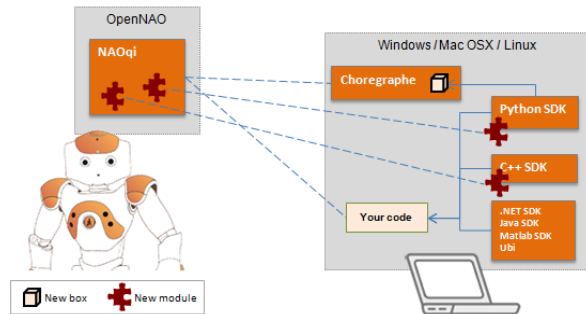 OpenNAO
NAOqi
Windows / Mac OSX / Linux
Choregraphe
Python SDK
C++ SDK
Your code
.NET SDK
Java SDK
Matlab SDK
Ubi
New box
New module